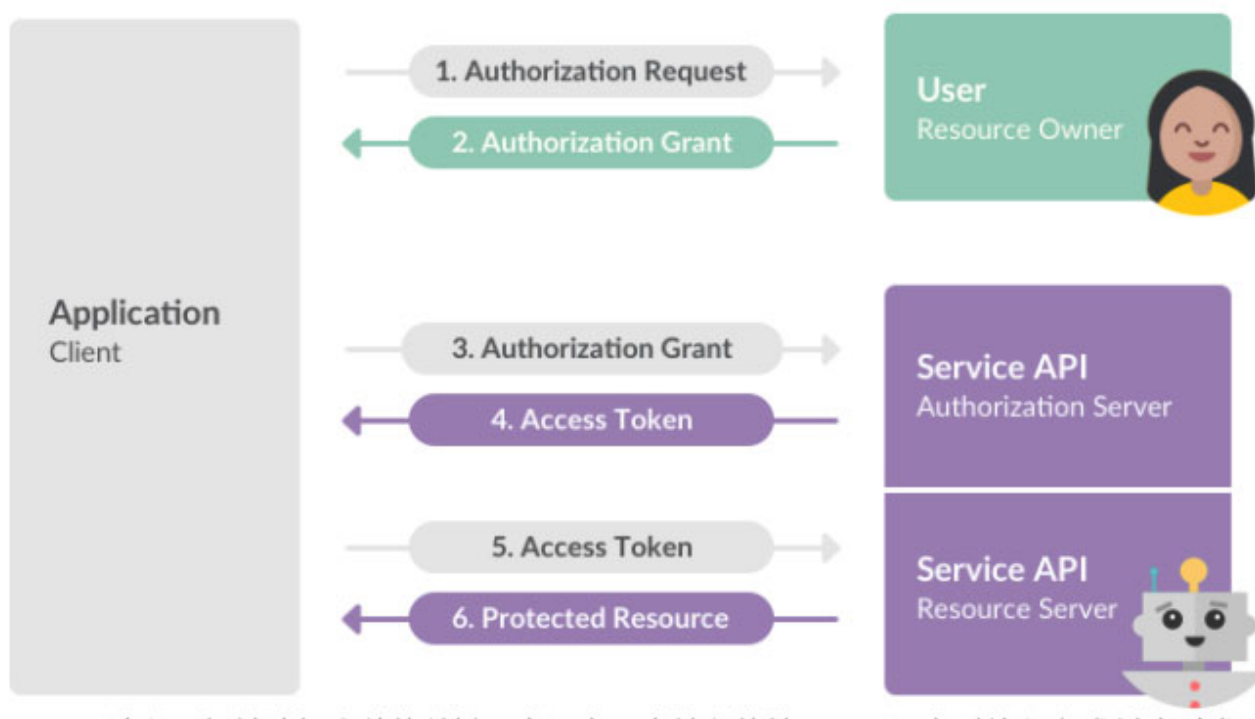 1. Authorization Request
User
Resource Owner
2. Authorization Grant
Application
Client
3. Authorization Grant
Service API
Authorization Server
4. Access Token
5. Access Token
Service API
Resource Server
6. Protected Resource